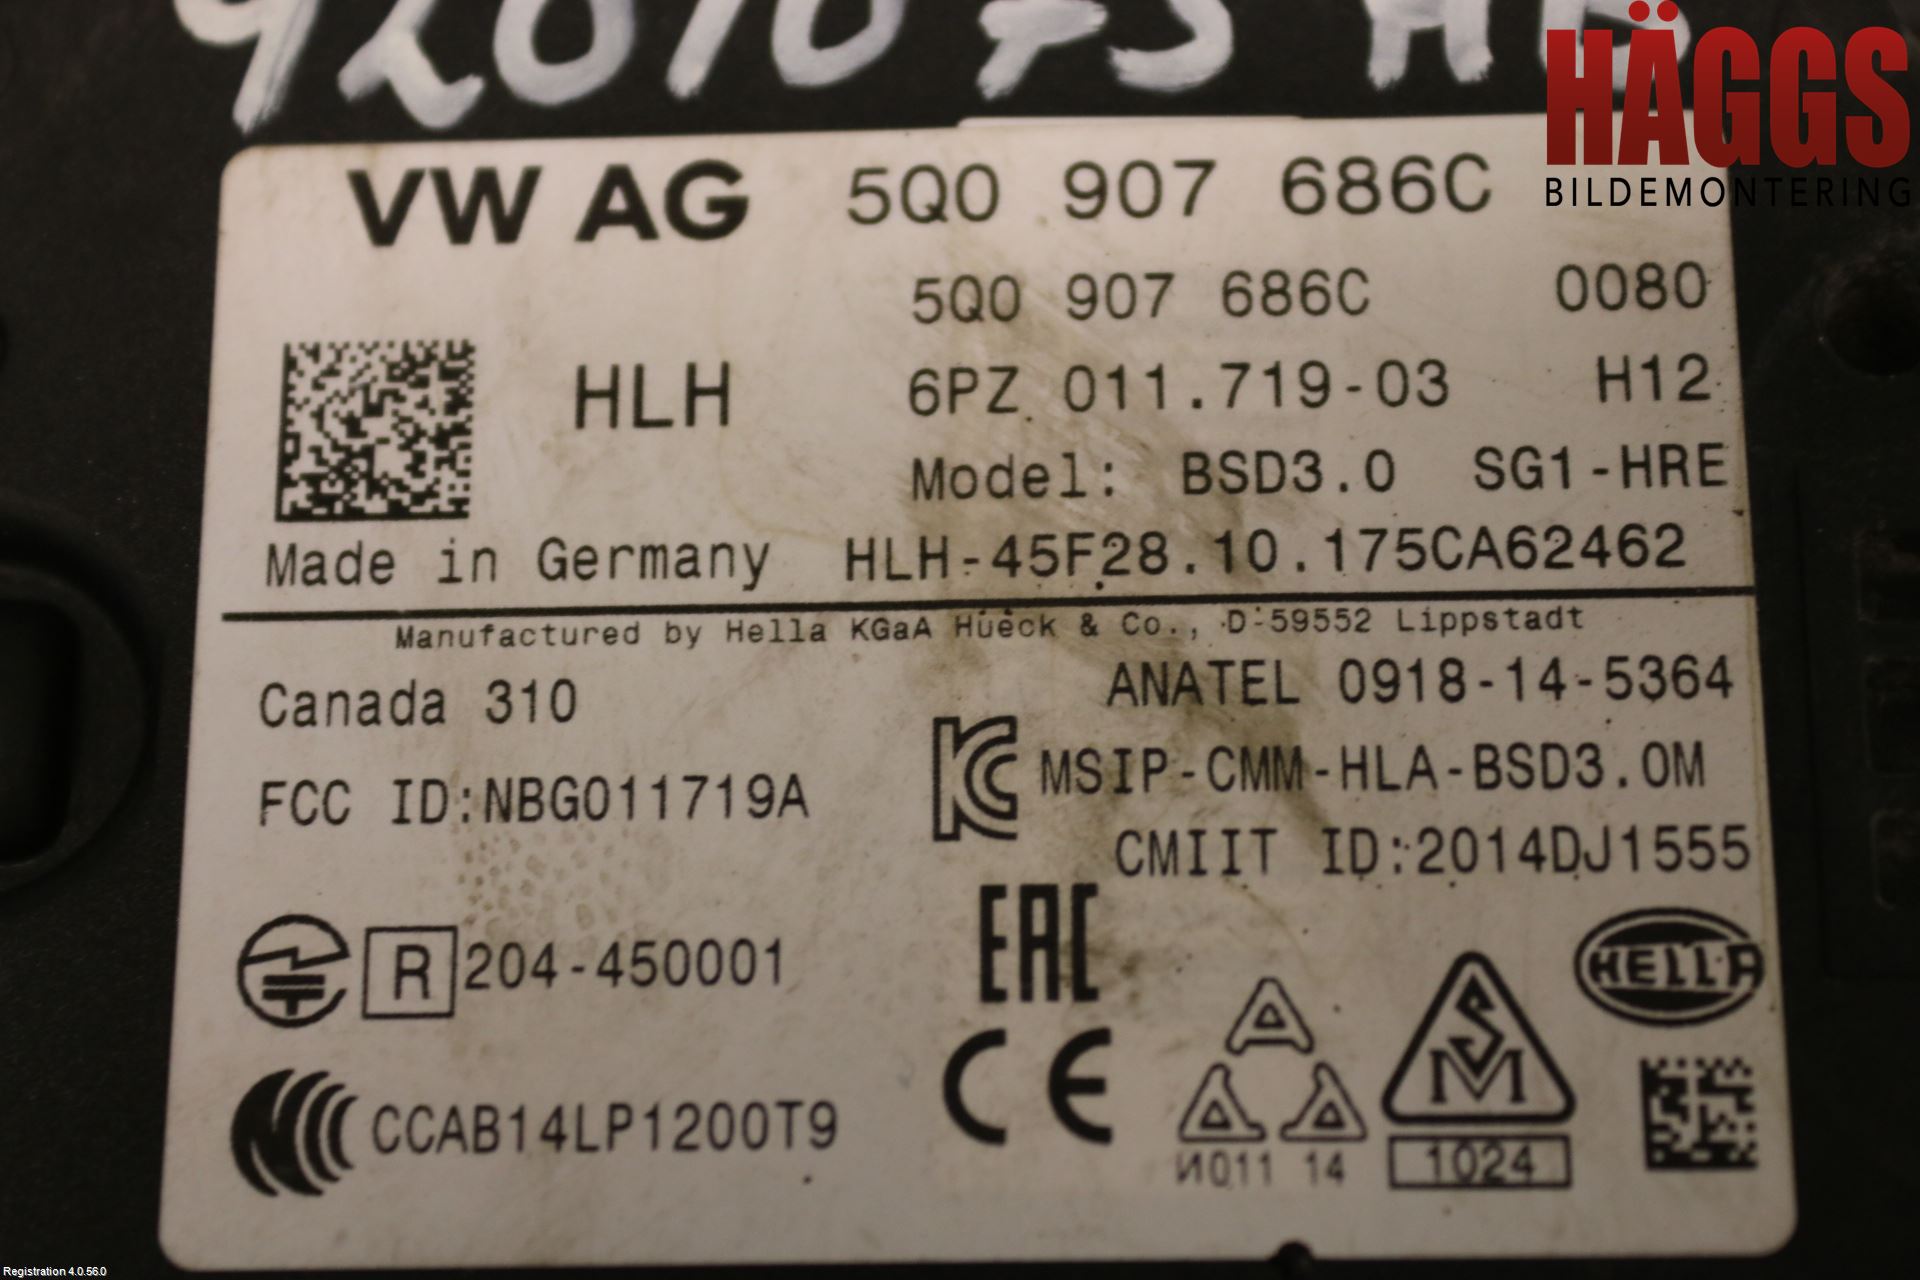 HÄGGS
BILDEMONTERING
VW AG 5Q0 907 686C
5Q0 907 686C 0080
HLH 6PZ 011.719-03 H12
Model: BSD3.0 SG1-HRE
Made in Germany HLH-45F28.10.175CA62462
Manufactured by Hella KGaA Hueck & Co., D-59552 Lippstadt
Canada 310 ANATEL 0918-14-5364
FCC ID:NBG011719A MSIP-CMM-HLA-BSD3.0M
CMIIT ID:2014DJ1555
R 204-450001 EAC HELLA
CCAB14LP1200T9 CE
И011 14 1024
Registration 4.0.56.0